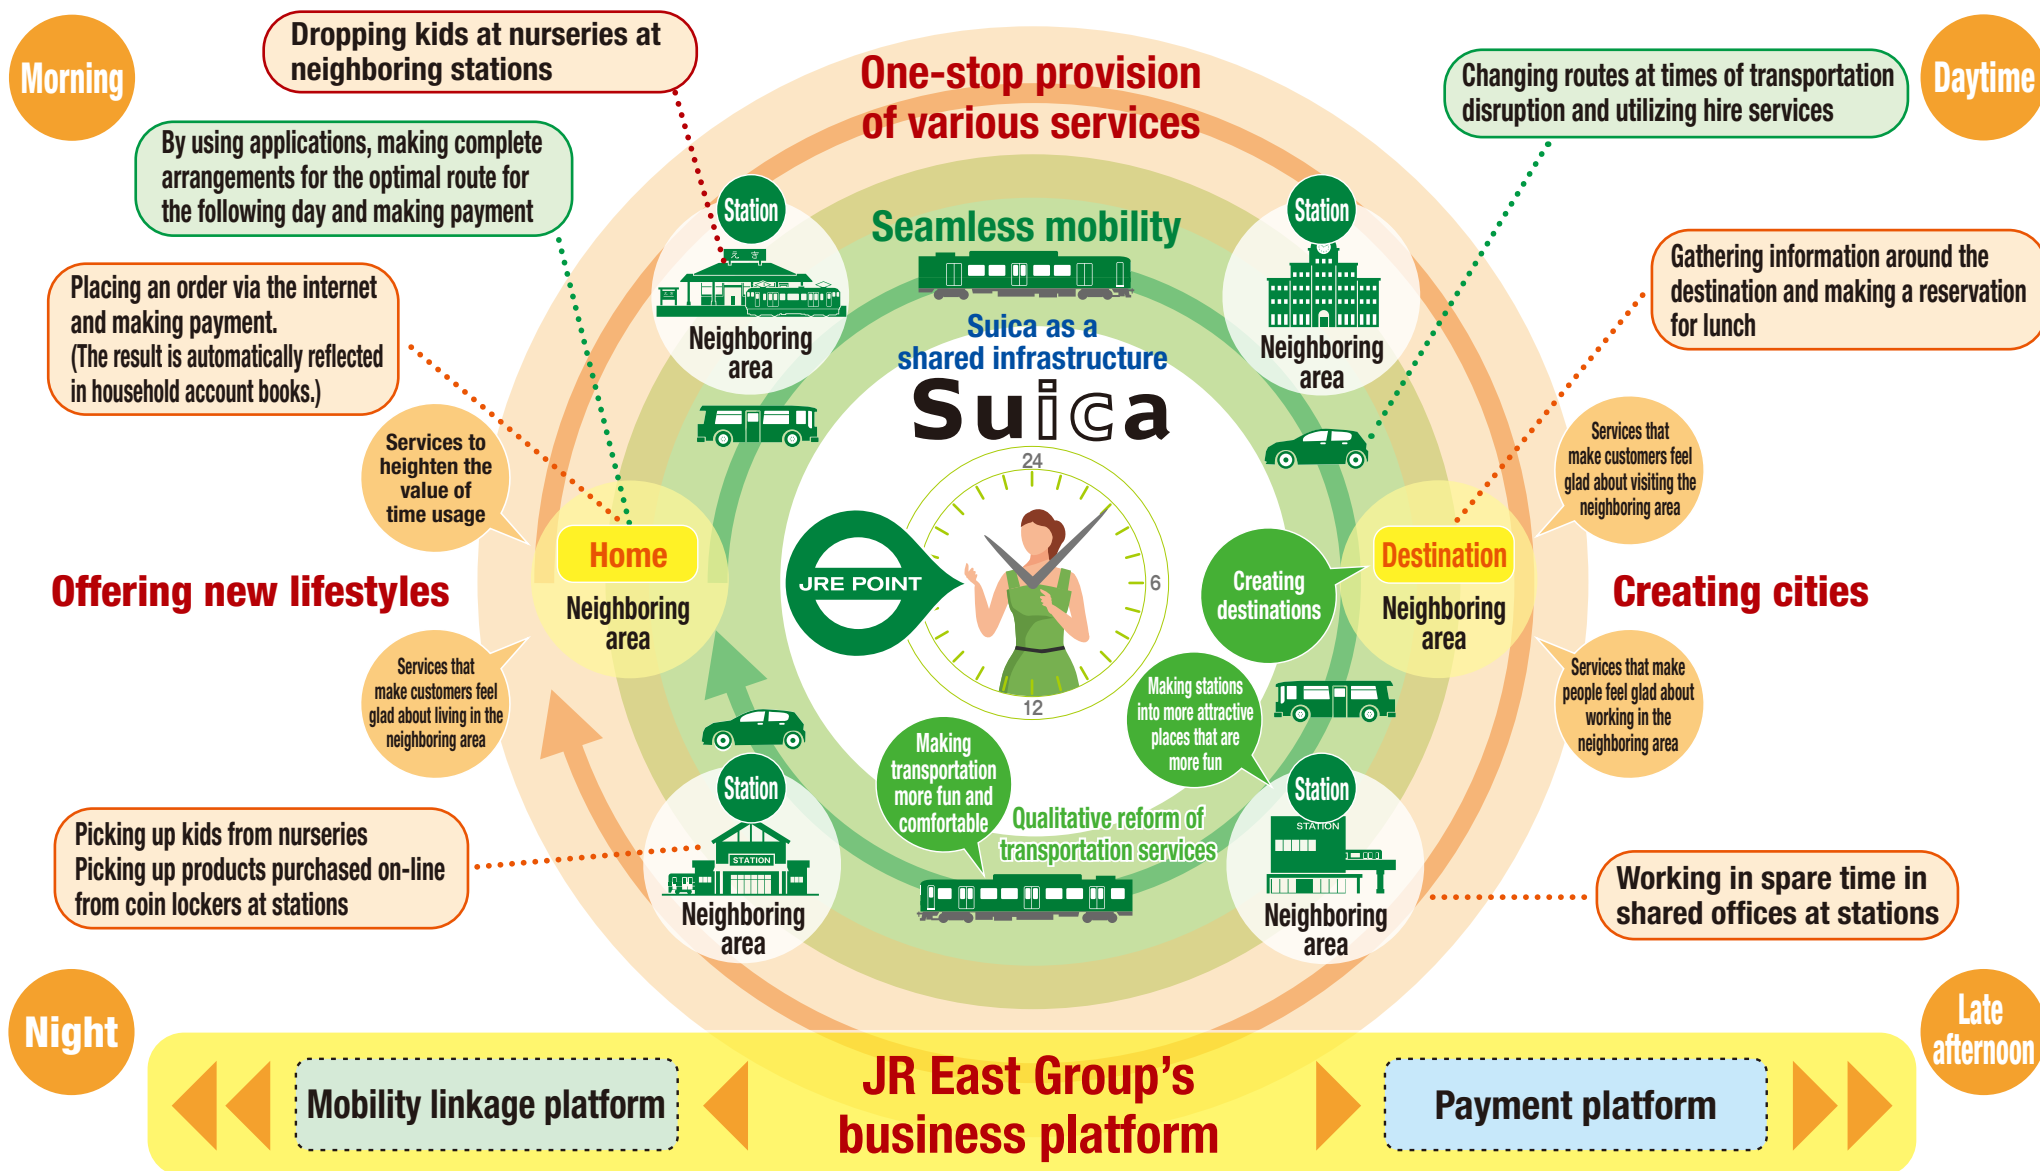 Morning
Dropping kids at nurseries at
neighboring stations
One-stop provision
of various services
Changing routes at times of transportation
disruption and utilizing hire services
Daytime
By using applications, making complete
arrangements for the optimal route for
the following day and making payment
Station
Neighboring
area
Seamless mobility
Station
Neighboring
area
Gathering information around the
destination and making a reservation
for lunch
Placing an order via the internet
and making payment.
(The result is automatically reflected
in household account books.)
Suica as a
shared infrastructure
Suica
Services to
heighten the
value of
time usage
Services that
make customers feel
glad about visiting the
neighboring area
24
6
12
JRE POINT
Home
Neighboring
area
Creating
destinations
Destination
Neighboring
area
Offering new lifestyles
Creating cities
Services that
make customers feel
glad about living in the
neighboring area
Making stations
into more attractive
places that are
more fun
Services that make
people feel glad about
working in the
neighboring area
Making
transportation
more fun and
comfortable
Qualitative reform of
transportation services
Station
STATION
Neighboring
area
Station
STATION
Neighboring
area
Picking up kids from nurseries
Picking up products purchased on-line
from coin lockers at stations
Working in spare time in
shared offices at stations
Night
Late
afternoon
Mobility linkage platform
JR East Group’s
business platform
Payment platform